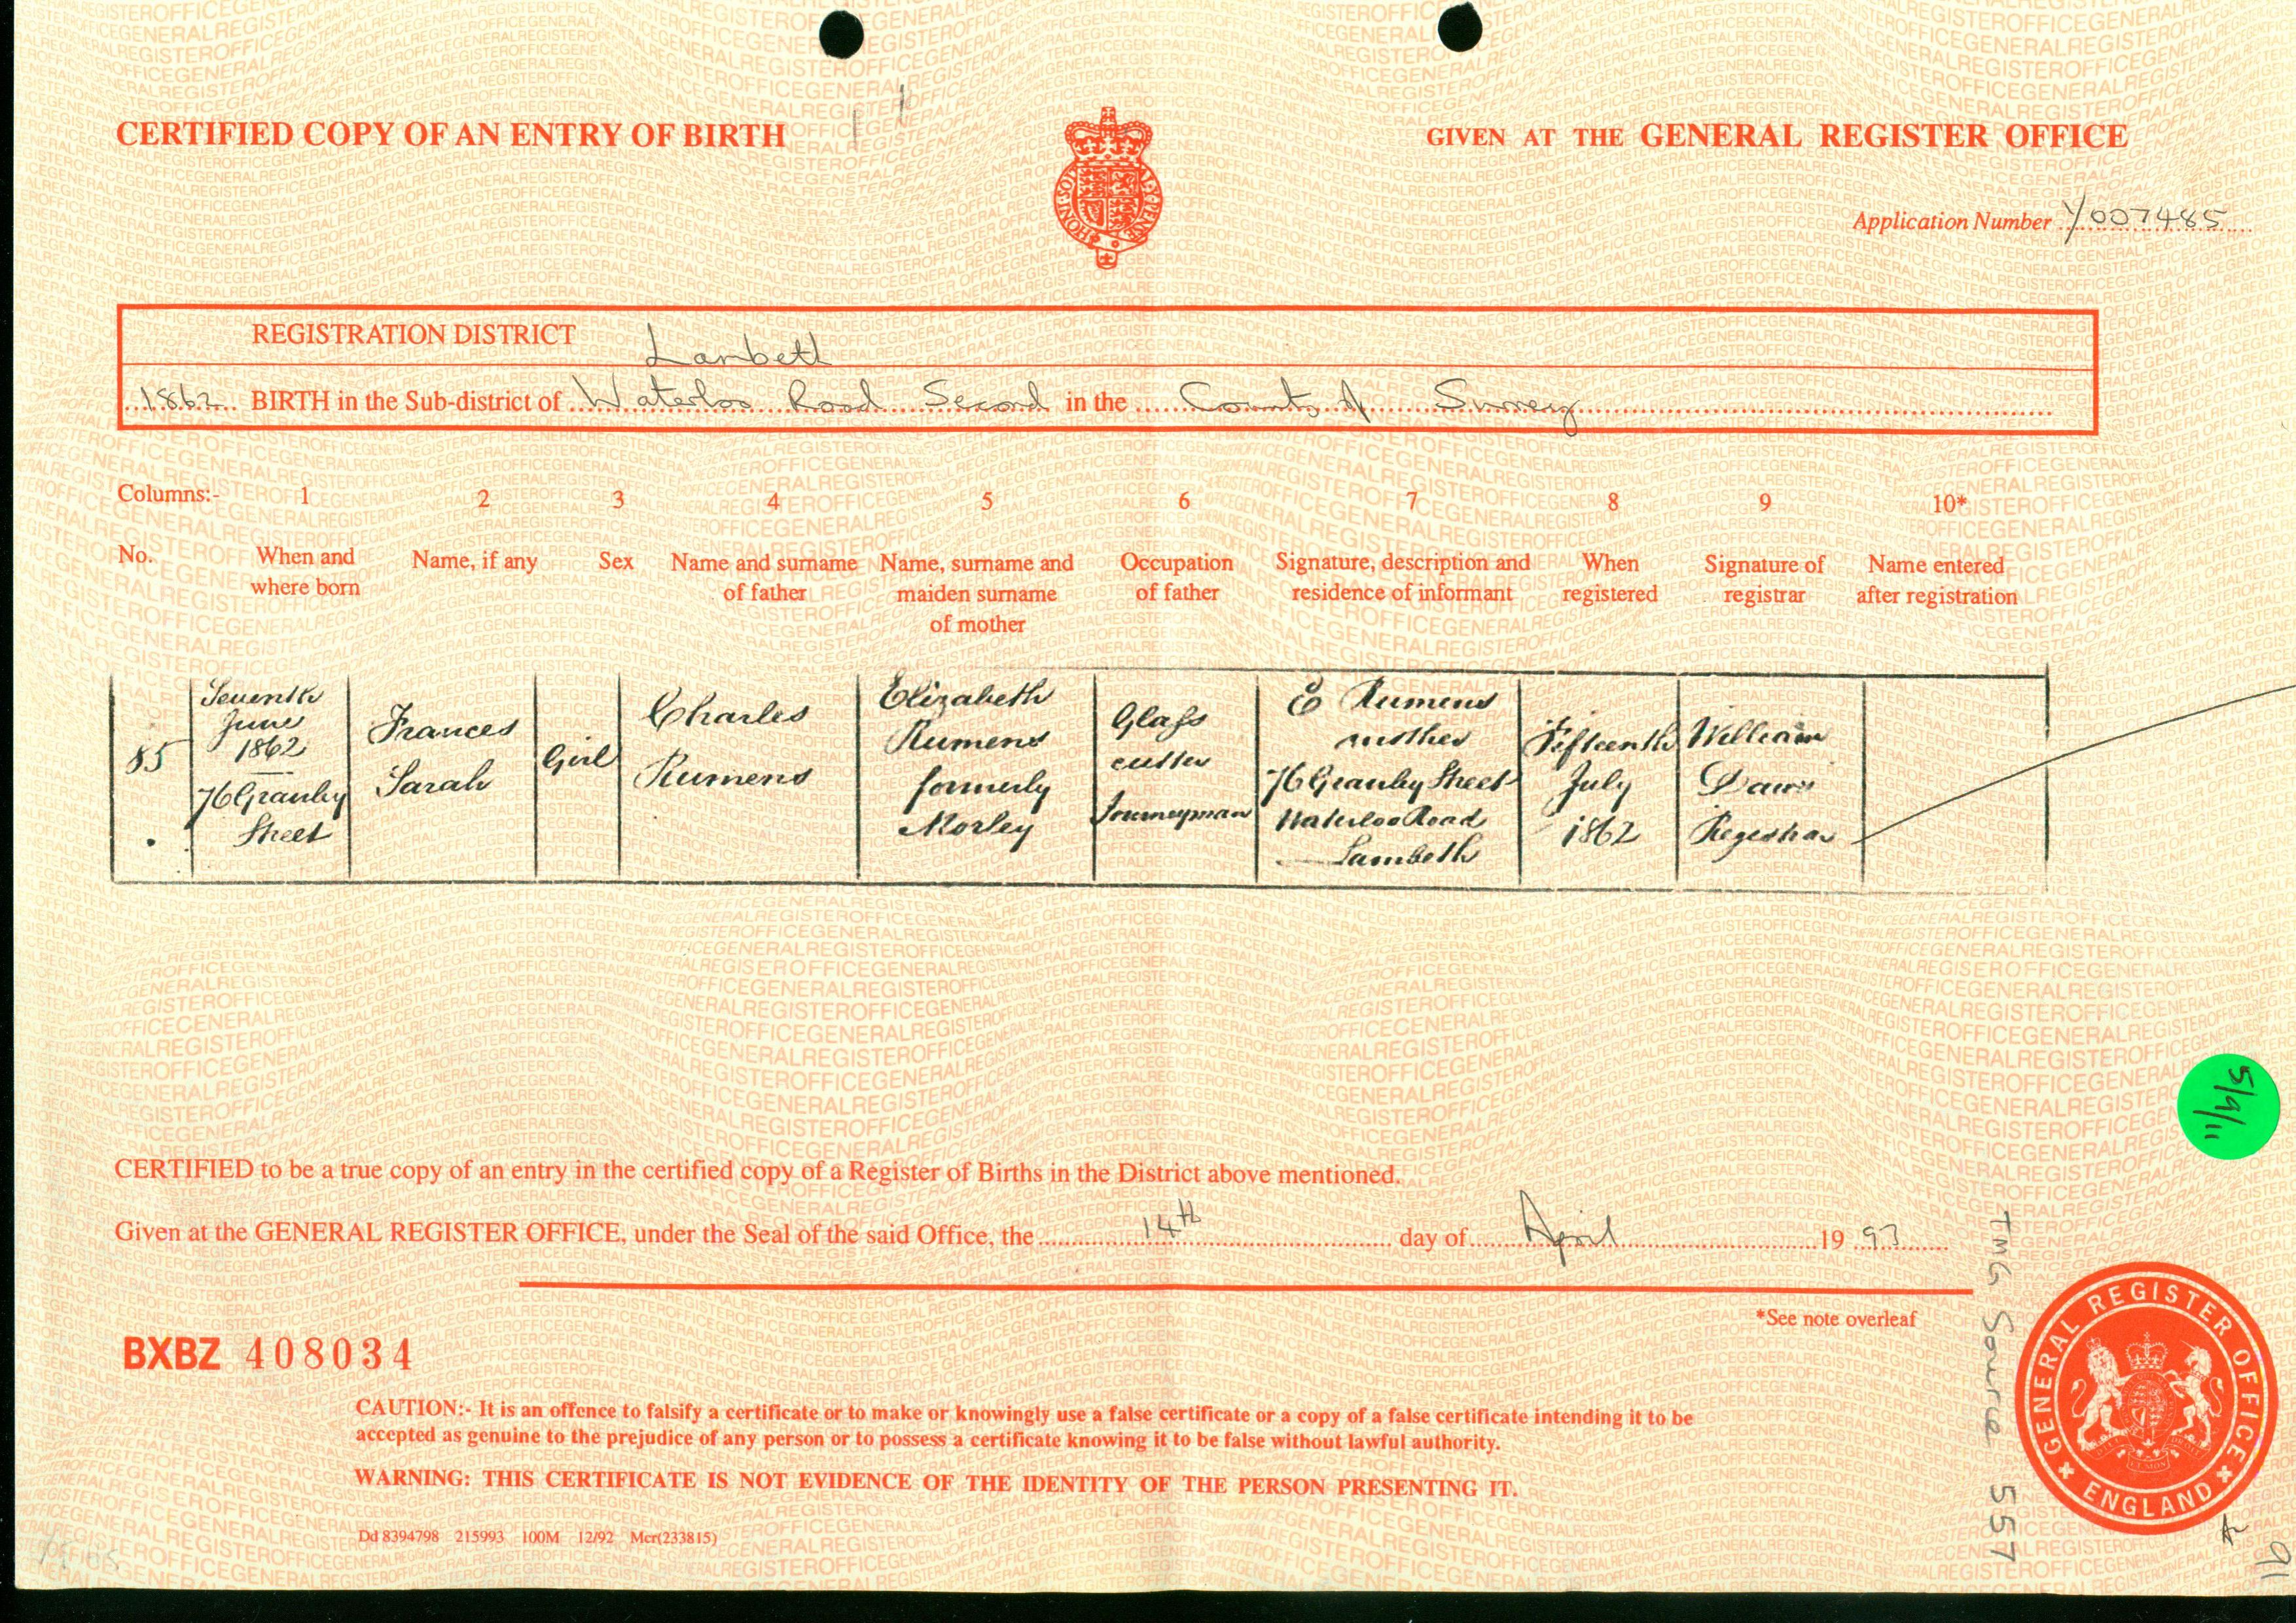 CERTIFIED COPY OF AN ENTRY OF BIRTH
GIVEN AT THE GENERAL REGISTER OFFICE
HONI SOIT
Y PENSE
Application Number Y007485
REGISTRATION DISTRICT Lambeth
1862 BIRTH in the Sub-district of Waterloo Road Second in the County of Surrey
Columns:- 1 2 3 4 5 6 7 8 9 10*
No.
When and
where born
Name, if any
Sex
Name and surname
of father
Name, surname and
maiden surname
of mother
Occupation
of father
Signature, description and
residence of informant
When
registered
Signature of
registrar
Name entered
after registration
85
Seventh
June
1862
76 Granby
Street
Frances
Sarah
Girl
Charles
Rumens
Elizabeth
Rumens
formerly
Morley
Glass
cutter
Journeyman
E Rumens
mother
76 Granby Street
Waterloo Road
Lambeth
Fifteenth
July
1862
William
Registrar
CERTIFIED to be a true copy of an entry in the certified copy of a Register of Births in the District above mentioned.
Given at the GENERAL REGISTER OFFICE, under the Seal of the said Office, the 14th day of April 19 93
*See note overleaf
BXBZ 408034
CAUTION:- It is an offence to falsify a certificate or to make or knowingly use a false certificate or a copy of a false certificate intending it to be
accepted as genuine to the prejudice of any person or to possess a certificate knowing it to be false without lawful authority.
WARNING: THIS CERTIFICATE IS NOT EVIDENCE OF THE IDENTITY OF THE PERSON PRESENTING IT.
Dd 8394798 215993 100M 12/92 Mcr(233815)
5/9/11
TMG Source 557
GENERAL REGISTER OFFICE
ENGLAND
91